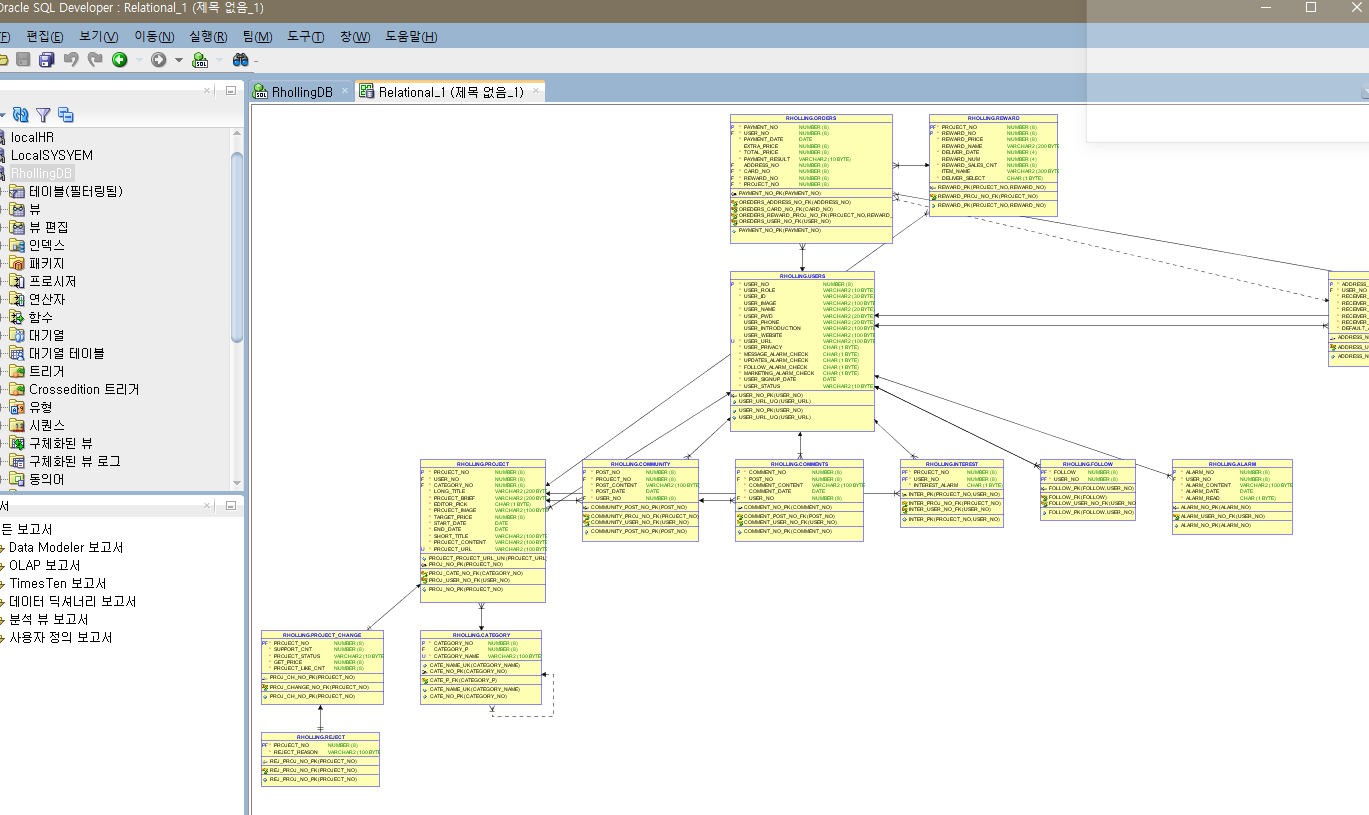 Oracle SQL Developer : Relational_1 (제목 없음_1)
편집(E) 보기(V) 이동(N) 실행(R) 팀(M) 도구(T) 창(W) 도움말(H)
RhollingDB
Relational_1 (제목 없음_1)
localHR
LocalSYSYEM
RhollingDB
테이블(필터링됨)
뷰
뷰 편집
인덱스
패키지
프로시저
연산자
함수
대기열
대기열 테이블
트리거
Crossedition 트리거
유형
시퀀스
구체화된 뷰
구체화된 뷰 로그
동의어
든 보고서
Data Modeler 보고서
OLAP 보고서
TimesTen 보고서
데이터 딕셔너리 보고서
분석 뷰 보고서
사용자 정의 보고서
RHOLLING.ORDERS
P * PAYMENT_NO NUMBER (8)
F * USER_NO NUMBER (8)
* PAYMENT_DATE DATE
EXTRA_PRICE NUMBER (8)
* TOTAL_PRICE NUMBER (8)
* PAYMENT_RESULT VARCHAR2 (10 BYTE)
F * ADDRESS_NO NUMBER (8)
F * CARD_NO NUMBER (8)
F * REWARD_NO NUMBER (8)
F * PROJECT_NO NUMBER (8)
PAYMENT_NO_PK (PAYMENT_NO)
OREDERS_ADDRESS_NO_FK (ADDRESS_NO)
OREDERS_CARD_NO_FK (CARD_NO)
OREDERS_REWARD_PROJ_NO_FK (PROJECT_NO, REWARD_
OREDERS_USER_NO_FK (USER_NO)
PAYMENT_NO_PK (PAYMENT_NO)
RHOLLING.REWARD
PF * PROJECT_NO NUMBER (8)
P * REWARD_NO NUMBER (8)
* REWARD_PRICE NUMBER (8)
REWARD_NAME VARCHAR2 (200 BYT
* DELIVER_DATE NUMBER (4)
REWARD_NUM NUMBER (4)
* REWARD_SALES_CNT NUMBER (8)
ITEM_NAME VARCHAR2 (300 BYT
* DELIVER_SELECT CHAR (1 BYTE)
REWARD_PK (PROJECT_NO, REWARD_NO)
REWARD_PROJ_NO_FK (PROJECT_NO)
REWARD_PK (PROJECT_NO, REWARD_NO)
RHOLLING.USERS
P * USER_NO NUMBER (8)
* USER_ROLE VARCHAR2 (10 BYTE)
* USER_ID VARCHAR2 (30 BYTE)
* USER_IMAGE VARCHAR2 (100 BYT
* USER_NAME VARCHAR2 (20 BYTE)
* USER_PWD VARCHAR2 (20 BYTE)
* USER_PHONE VARCHAR2 (20 BYTE)
* USER_INTRODUCTION VARCHAR2 (100 BYT
* USER_WEBSITE VARCHAR2 (100 BYT
U * USER_URL VARCHAR2 (100 BYT
* USER_PRIVACY CHAR (1 BYTE)
* MESSAGE_ALARM_CHECK CHAR (1 BYTE)
* UPDATES_ALARM_CHECK CHAR (1 BYTE)
* FOLLOW_ALARM_CHECK CHAR (1 BYTE)
* MARKETING_ALARM_CHECK CHAR (1 BYTE)
* USER_SIGNUP_DATE DATE
* USER_STATUS VARCHAR2 (10 BYTE)
USER_NO_PK (USER_NO)
USER_URL_UQ (USER_URL)
USER_NO_PK (USER_NO)
USER_URL_UQ (USER_URL)
P * ADDRESS_
F * USER_NO
* RECEIVER_
* RECEIVER_
* RECEIVER_
* RECEIVER_
* RECEIVER_
* DEFAULT_
ADDRESS_N
ADDRESS_U
ADDRESS_N
RHOLLING.PROJECT
P * PROJECT_NO NUMBER (8)
F * USER_NO NUMBER (8)
F * CATEGORY_NO NUMBER (8)
* LONG_TITLE VARCHAR2 (200 BYT
* PROJECT_BRIEF VARCHAR2 (200 BYT
* EDITOR_PICK CHAR (1 BYTE)
* PROJECT_IMAGE VARCHAR2 (100 BYT
* TARGET_PRICE NUMBER (8)
* START_DATE DATE
* END_DATE DATE
* SHORT_TITLE VARCHAR2 (100 BYT
* PROJECT_CONTENT VARCHAR2 (100 BYT
U * PROJECT_URL VARCHAR2 (100 BYT
PROJECT_PROJECT_URL_UN (PROJECT_URL
PROJ_NO_PK (PROJECT_NO)
PROJ_CATE_NO_FK (CATEGORY_NO)
PROJ_USER_NO_FK (USER_NO)
PROJ_NO_PK (PROJECT_NO)
RHOLLING.COMMUNITY
P * POST_NO NUMBER (8)
F * PROJECT_NO NUMBER (8)
* POST_CONTENT VARCHAR2 (100 BYT
* POST_DATE DATE
F * USER_NO NUMBER (8)
COMMUNITY_POST_NO_PK (POST_NO)
COMMUNITY_PROJ_NO_FK (PROJECT_NO)
COMMUNITY_USER_NO_FK (USER_NO)
COMMUNITY_POST_NO_PK (POST_NO)
RHOLLING.COMMENTS
P * COMMENT_NO NUMBER (8)
F * POST_NO NUMBER (8)
* COMMENT_CONTENT VARCHAR2 (100 BYT
* COMMENT_DATE DATE
F * USER_NO NUMBER (8)
COMMENT_NO_PK (COMMENT_NO)
COMMENT_POST_NO_FK (POST_NO)
COMMENT_USER_NO_FK (USER_NO)
COMMENT_NO_PK (COMMENT_NO)
RHOLLING.INTEREST
PF * PROJECT_NO NUMBER (8)
PF * USER_NO NUMBER (8)
* INTEREST_ALARM CHAR (1 BYTE)
INTER_PK (PROJECT_NO, USER_NO)
INTER_PROJ_NO_FK (PROJECT_NO)
INTER_USER_NO_FK (USER_NO)
INTER_PK (PROJECT_NO, USER_NO)
RHOLLING.FOLLOW
PF * FOLLOW NUMBER (8)
PF * USER_NO NUMBER (8)
FOLLOW_PK (FOLLOW, USER_NO)
FOLLOW_FK (FOLLOW)
FOLLOW_USER_NO_FK (USER_NO)
FOLLOW_PK (FOLLOW, USER_NO)
RHOLLING.ALARM
P * ALARM_NO NUMBER (8)
F * USER_NO NUMBER (8)
* ALARM_CONTENT VARCHAR2 (100 BYT
* ALARM_DATE DATE
* ALARM_READ CHAR (1 BYTE)
ALARM_NO_PK (ALARM_NO)
ALARM_USER_NO_FK (USER_NO)
ALARM_NO_PK (ALARM_NO)
RHOLLING.PROJECT_CHANGE
PF * PROJECT_NO NUMBER (8)
* SUPPORT_CNT NUMBER (8)
* PROJECT_STATUS VARCHAR2 (10 BYTE
* GET_PRICE NUMBER (8)
* PROJECT_LIKE_CNT NUMBER (8)
PROJ_CH_NO_PK (PROJECT_NO)
PROJ_CHANGE_NO_FK (PROJECT_NO)
PROJ_CH_NO_PK (PROJECT_NO)
RHOLLING.CATEGORY
P * CATEGORY_NO NUMBER (8)
F CATEGORY_P NUMBER (8)
U * CATEGORY_NAME VARCHAR2 (100 BYT
CATE_NAME_UK (CATEGORY_NAME)
CATE_NO_PK (CATEGORY_NO)
CATE_P_FK (CATEGORY_P)
CATE_NAME_UK (CATEGORY_NAME)
CATE_NO_PK (CATEGORY_NO)
RHOLLING.REJECT
PF * PROJECT_NO NUMBER (8)
* REJECT_REASON VARCHAR2 (100 BYT
REJ_PROJ_NO_PK (PROJECT_NO)
REJ_PROJ_NO_FK (PROJECT_NO)
REJ_PROJ_NO_PK (PROJECT_NO)